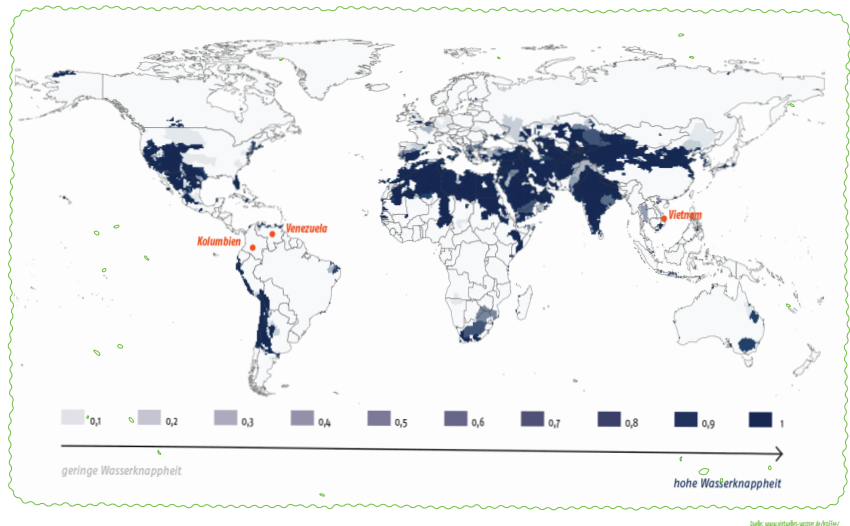 Venezuela
Kolumbien
Vietnam
0,1 0,2 0,3 0,4 0,5 0,6 0,7 0,8 0,9 1
geringe Wasserknappheit
hohe Wasserknappheit